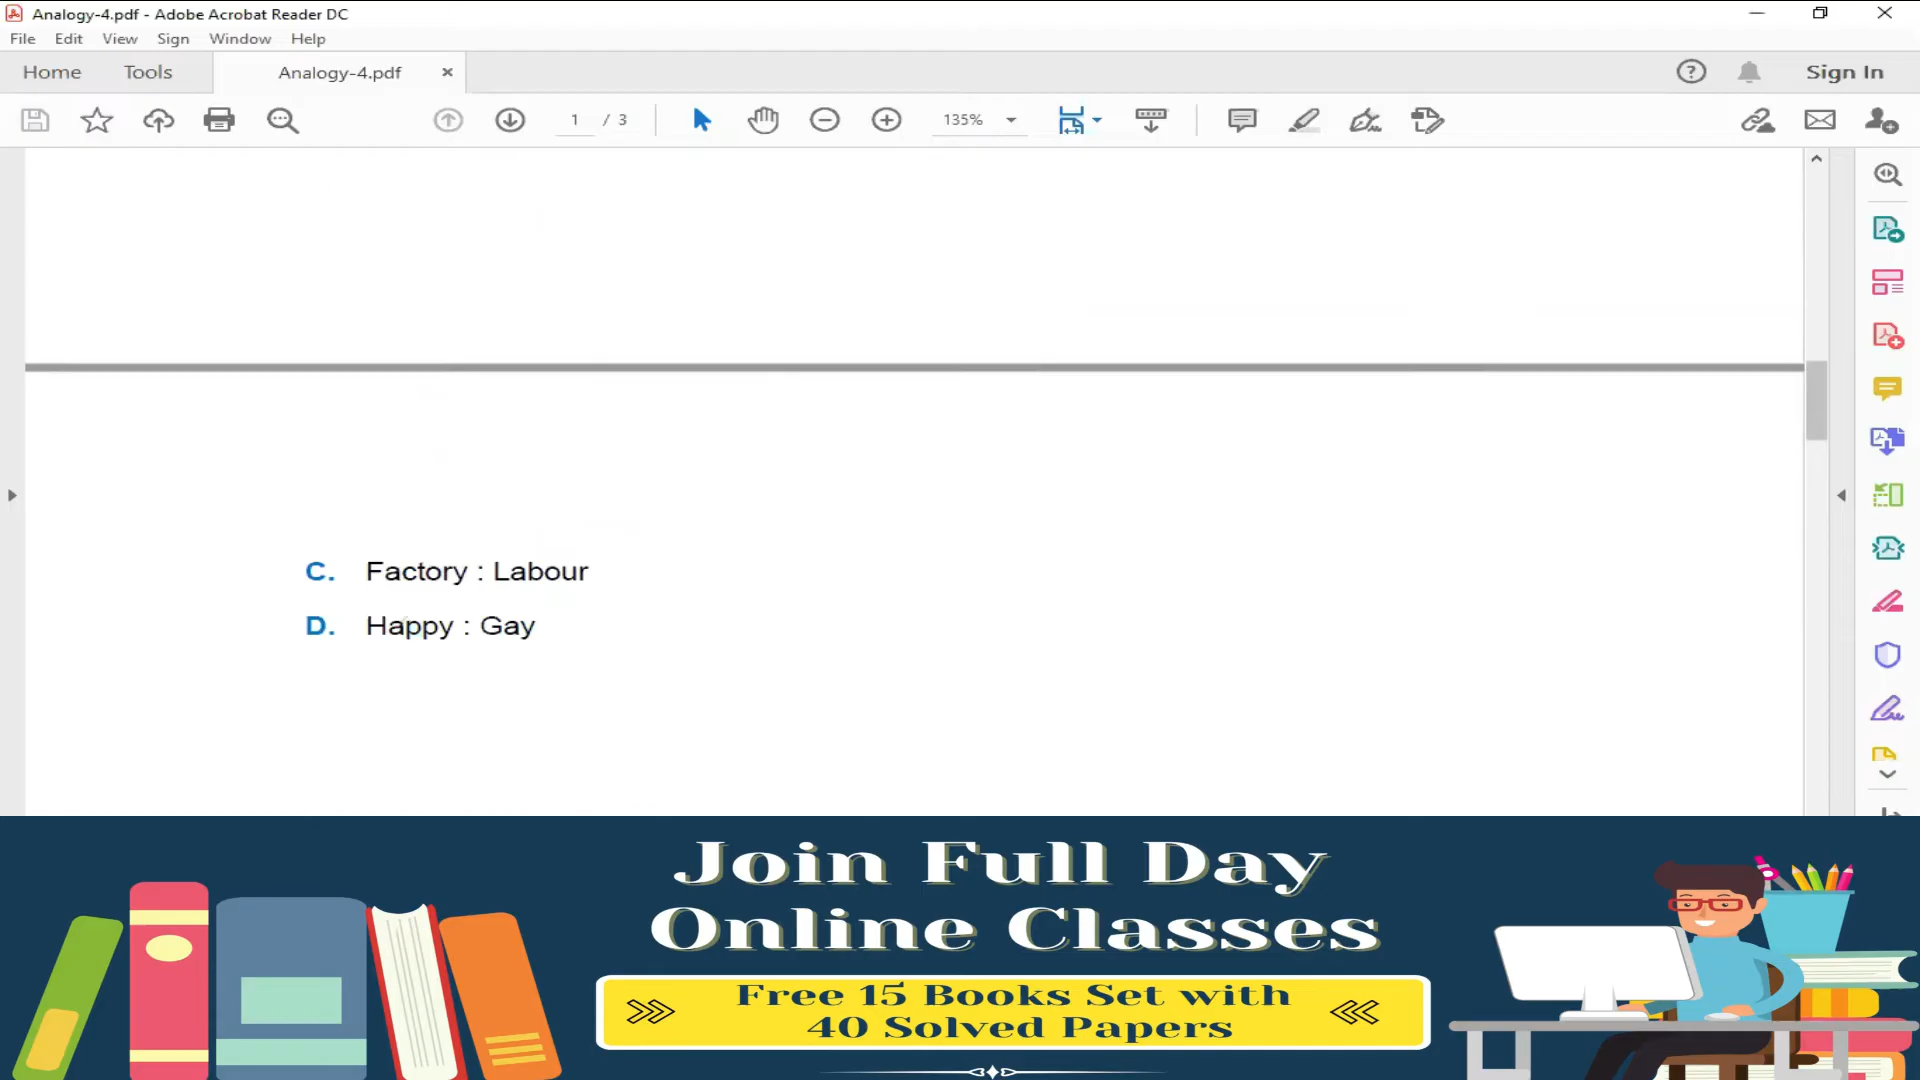 Analogy-4.pdf - Adobe Acrobat Reader DC
File Edit View Sign Window Help
Home Tools Analogy-4.pdf × Sign In
1 / 3 135%
C. Factory : Labour
D. Happy : Gay
Join Full Day
Online Classes
Free 15 Books Set with
40 Solved Papers